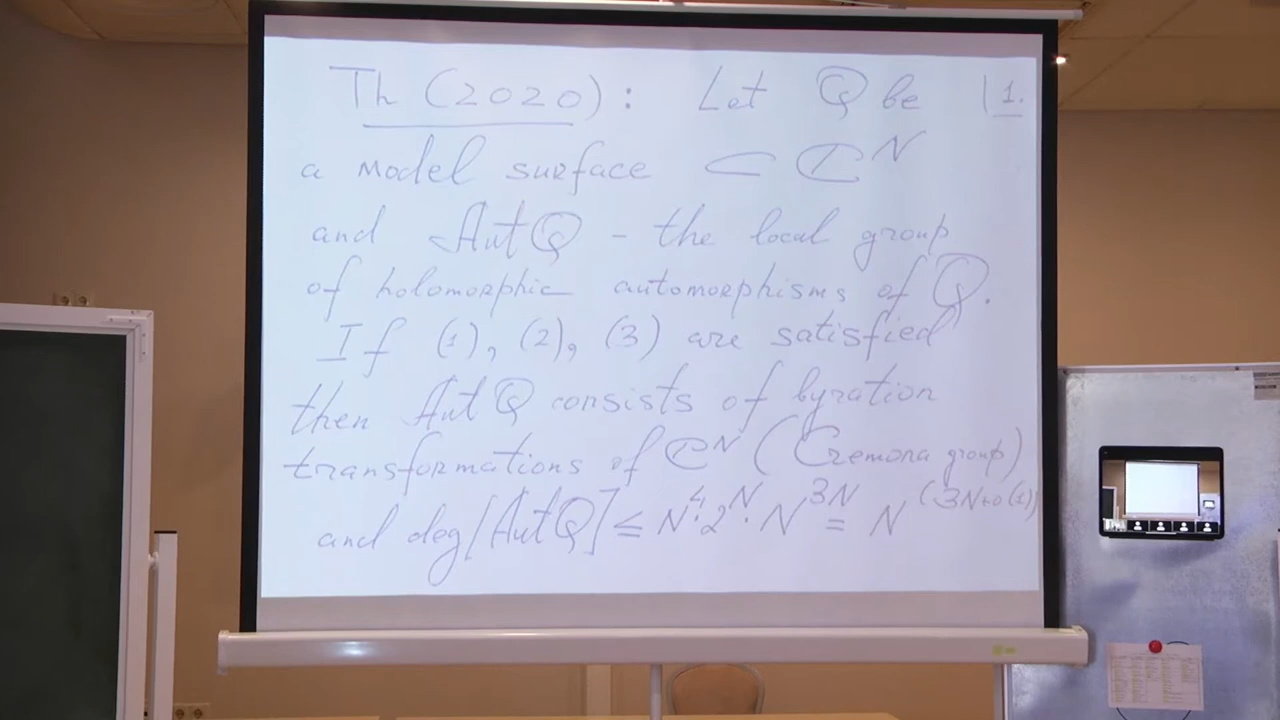 Th (2020): Let Q be 1.
a model surface ⊂ ℂ^N
and Aut Q - the local group
of holomorphic automorphisms of Q.
If (1), (2), (3) are satisfied
then Aut Q consists of byration
transformations of ℂ^N (Cremona group)
and deg[Aut Q] ≤ N^4·2^N·N^3N = N^(3N+o(1))